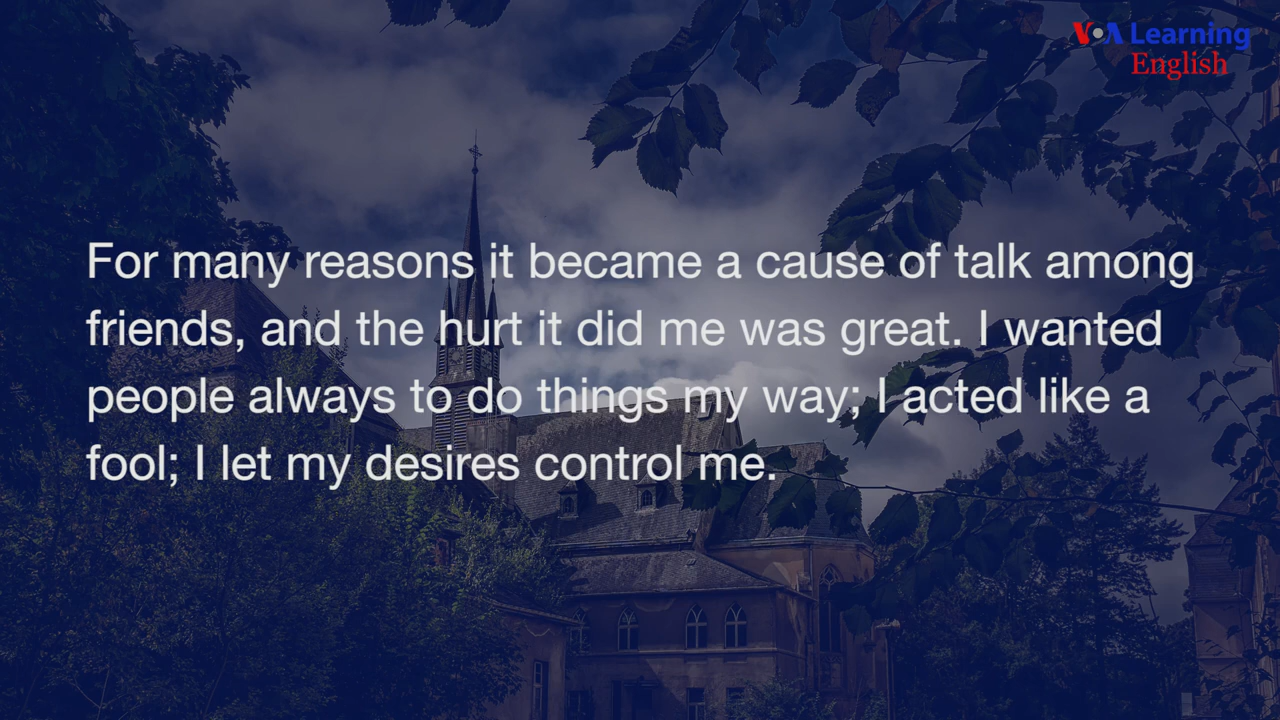 VOA Learning
English
For many reasons it became a cause of talk among
friends, and the hurt it did me was great. I wanted
people always to do things my way; I acted like a
fool; I let my desires control me.